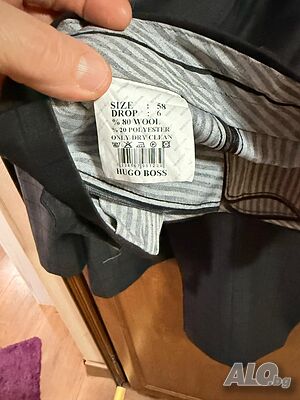 SIZE : 58
DROP : 6
% 80 WOOL
% 20 POLYESTER
ONLY DRY CLEAN
HUGO BOSS
ALO.bg